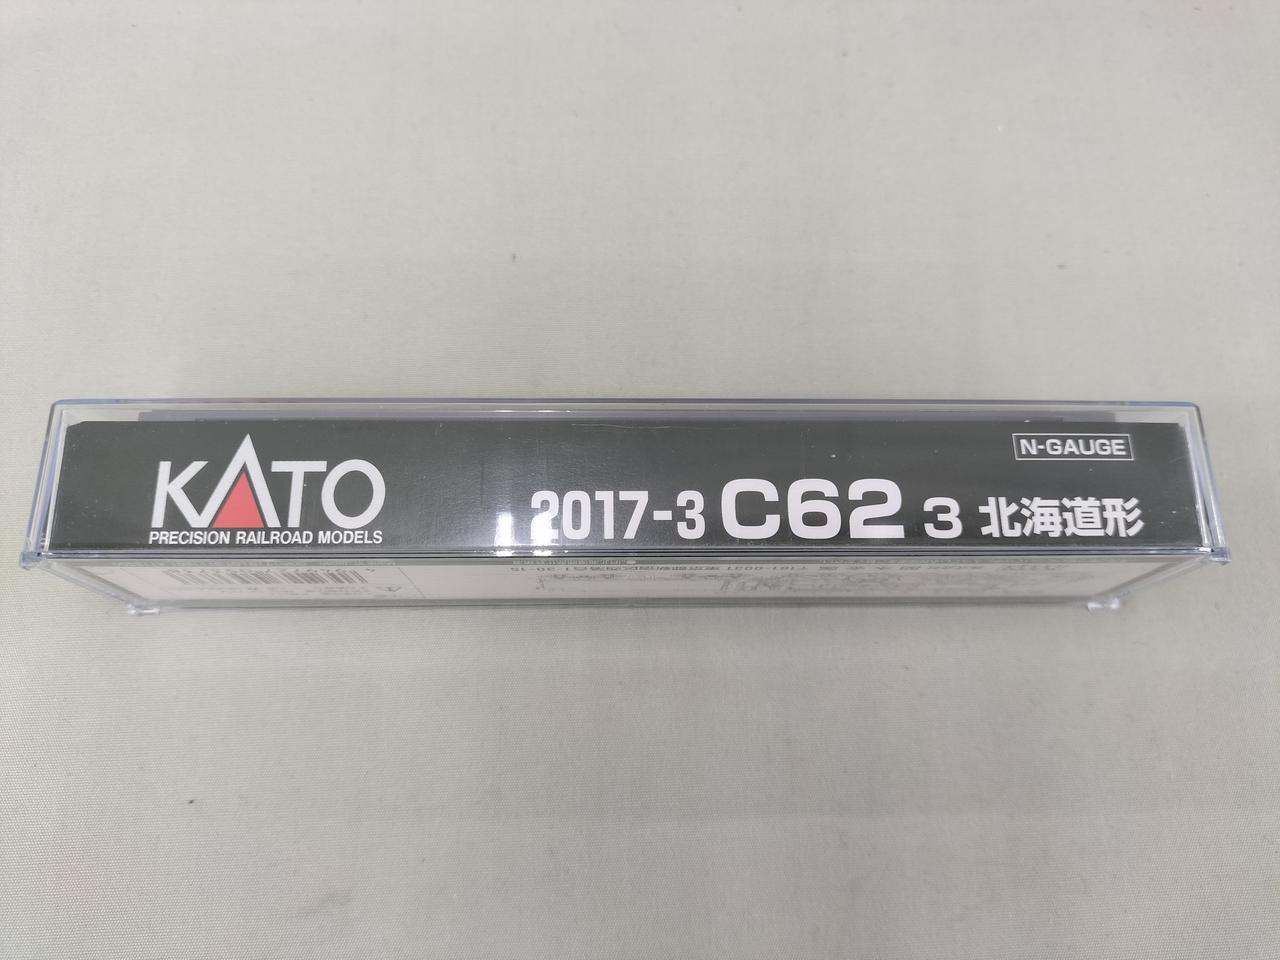 N-GAUGE
KATO
2017-3 C62 3 北海道形
PRECISION RAILROAD MODELS